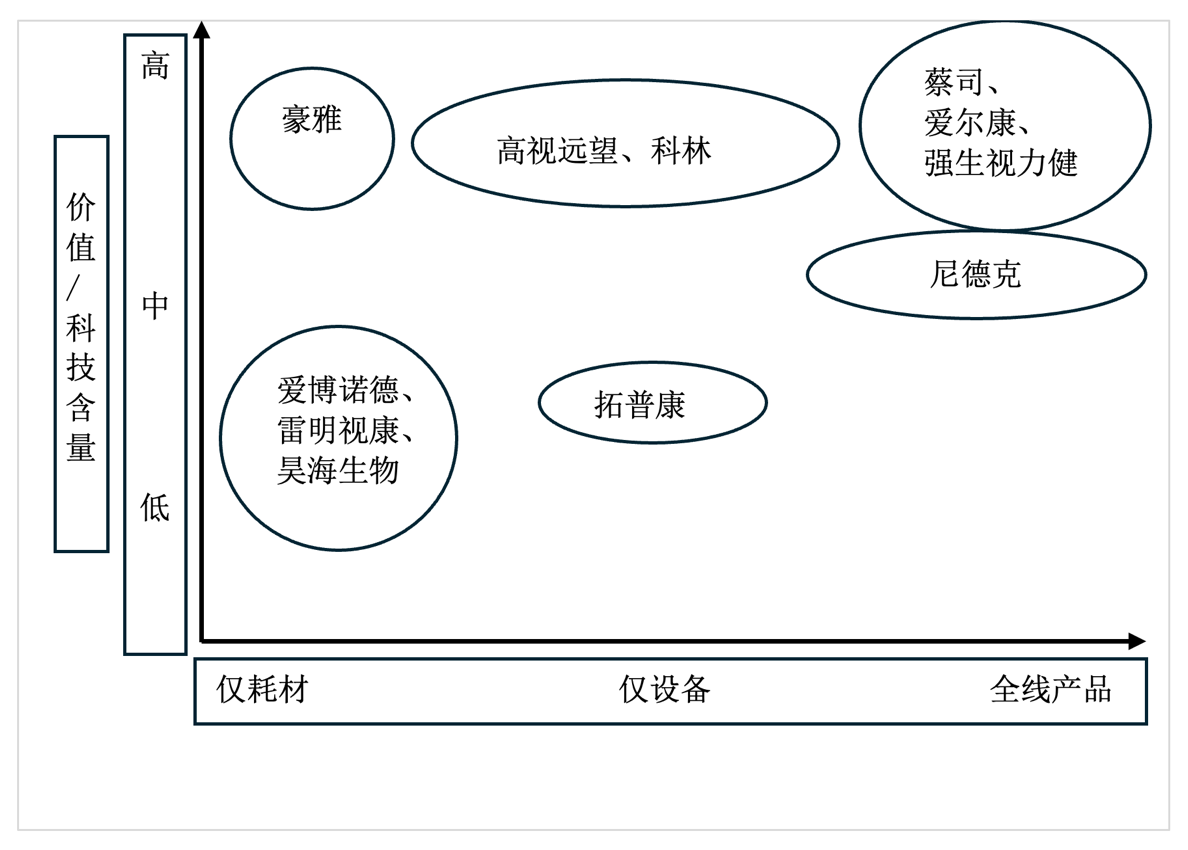 高
中
低
价值/科技含量
豪雅
高视远望、科林
蔡司、
爱尔康、
强生视力健
尼德克
爱博诺德、
雷明视康、
昊海生物
拓普康
仅耗材
仅设备
全线产品